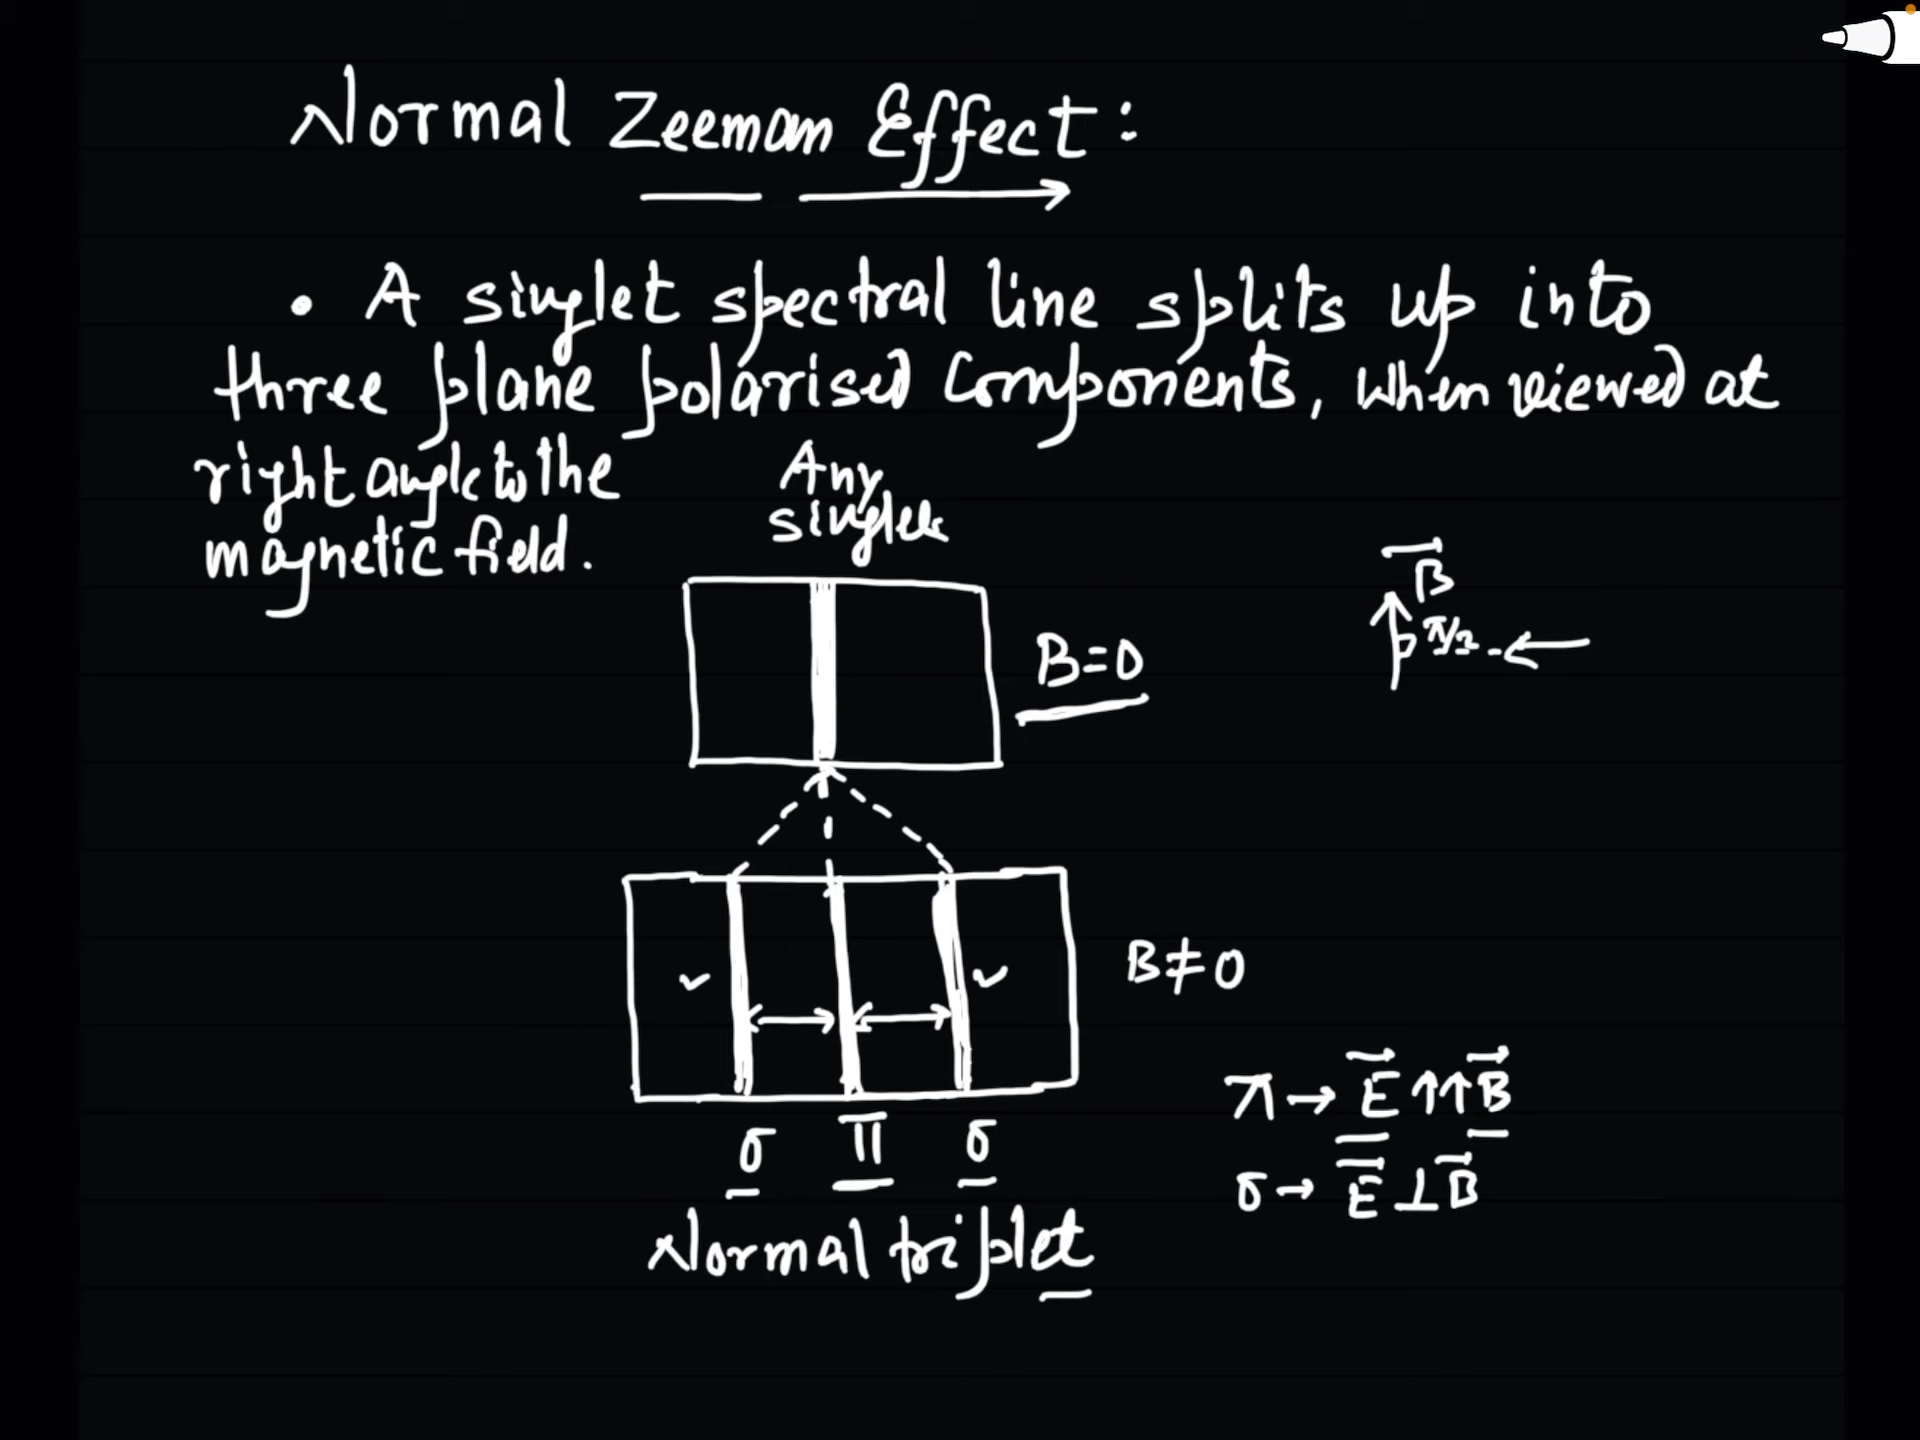 Normal Zeeman Effect:
• A singlet spectral line splits up into
three plane polarised components, when viewed at
right angle to the
magnetic field.
Any
singlet
B=0
B
π/2
B≠0
σ π σ
Normal triplet
π → E ↑↑ B
σ → E ⊥ B